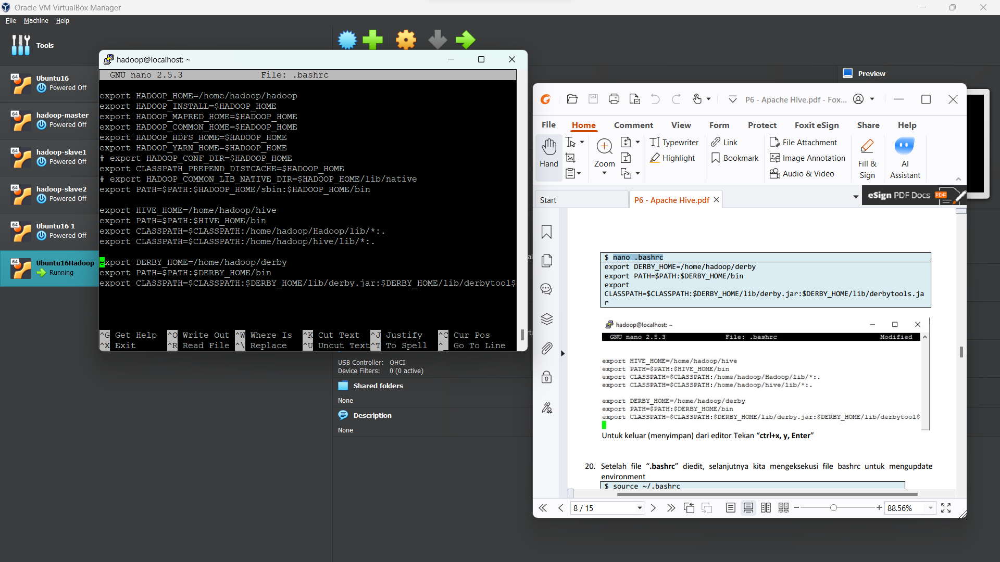 Oracle VM VirtualBox Manager
File Machine Help
Tools
Ubuntu16
Powered Off
hadoop-master
Powered Off
hadoop-slave1
Powered Off
hadoop-slave2
Powered Off
Ubuntu16 1
Powered Off
Ubuntu16Hadoop
Running
Preview
hadoop@localhost: ~
GNU nano 2.5.3 File: .bashrc
export HADOOP_HOME=/home/hadoop/hadoop
export HADOOP_INSTALL=$HADOOP_HOME
export HADOOP_MAPRED_HOME=$HADOOP_HOME
export HADOOP_COMMON_HOME=$HADOOP_HOME
export HADOOP_HDFS_HOME=$HADOOP_HOME
export HADOOP_YARN_HOME=$HADOOP_HOME
# export HADOOP_CONF_DIR=$HADOOP_HOME
export CLASSPATH_PREPEND_DISTCACHE=$HADOOP_HOME
# export HADOOP_COMMON_LIB_NATIVE_DIR=$HADOOP_HOME/lib/native
export PATH=$PATH:$HADOOP_HOME/sbin:$HADOOP_HOME/bin
export HIVE_HOME=/home/hadoop/hive
export PATH=$PATH:$HIVE_HOME/bin
export CLASSPATH=$CLASSPATH:/home/hadoop/Hadoop/lib/*:.
export CLASSPATH=$CLASSPATH:/home/hadoop/hive/lib/*:.
export DERBY_HOME=/home/hadoop/derby
export PATH=$PATH:$DERBY_HOME/bin
export CLASSPATH=$CLASSPATH:$DERBY_HOME/lib/derby.jar:$DERBY_HOME/lib/derbytool$
^G Get Help ^O Write Out ^W Where Is ^K Cut Text ^J Justify ^C Cur Pos
^X Exit ^R Read File ^\ Replace ^U Uncut Text ^T To Spell ^_ Go To Line
USB Controller: OHCI
Device Filters: 0 (0 active)
Shared folders
None
Description
None
P6 - Apache Hive.pdf - Fox...
File Home Comment View Form Protect Foxit eSign Share Help
Hand
Zoom
Typewriter
Highlight
Link
Bookmark
File Attachment
Image Annotation
Audio & Video
Fill & Sign
AI Assistant
Start
P6 - Apache Hive.pdf
eSign PDF Docs
PDF
$ nano .bashrc
export DERBY_HOME=/home/hadoop/derby
export PATH=$PATH:$DERBY_HOME/bin
export
CLASSPATH=$CLASSPATH:$DERBY_HOME/lib/derby.jar:$DERBY_HOME/lib/derbytools.ja
r
hadoop@localhost: ~
GNU nano 2.5.3 File: .bashrc Modified
export HIVE_HOME=/home/hadoop/hive
export PATH=$PATH:$HIVE_HOME/bin
export CLASSPATH=$CLASSPATH:/home/hadoop/Hadoop/lib/*:.
export CLASSPATH=$CLASSPATH:/home/hadoop/hive/lib/*:.
export DERBY_HOME=/home/hadoop/derby
export PATH=$PATH:$DERBY_HOME/bin
export CLASSPATH=$CLASSPATH:$DERBY_HOME/lib/derby.jar:$DERBY_HOME/lib/derbytool$
Untuk keluar (menyimpan) dari editor Tekan “ctrl+x, y, Enter”
20. Setelah file “.bashrc” diedit, selanjutnya kita mengeksekusi file bashrc untuk mengupdate
environment
$ source ~/.bashrc
8 / 15
88.56%